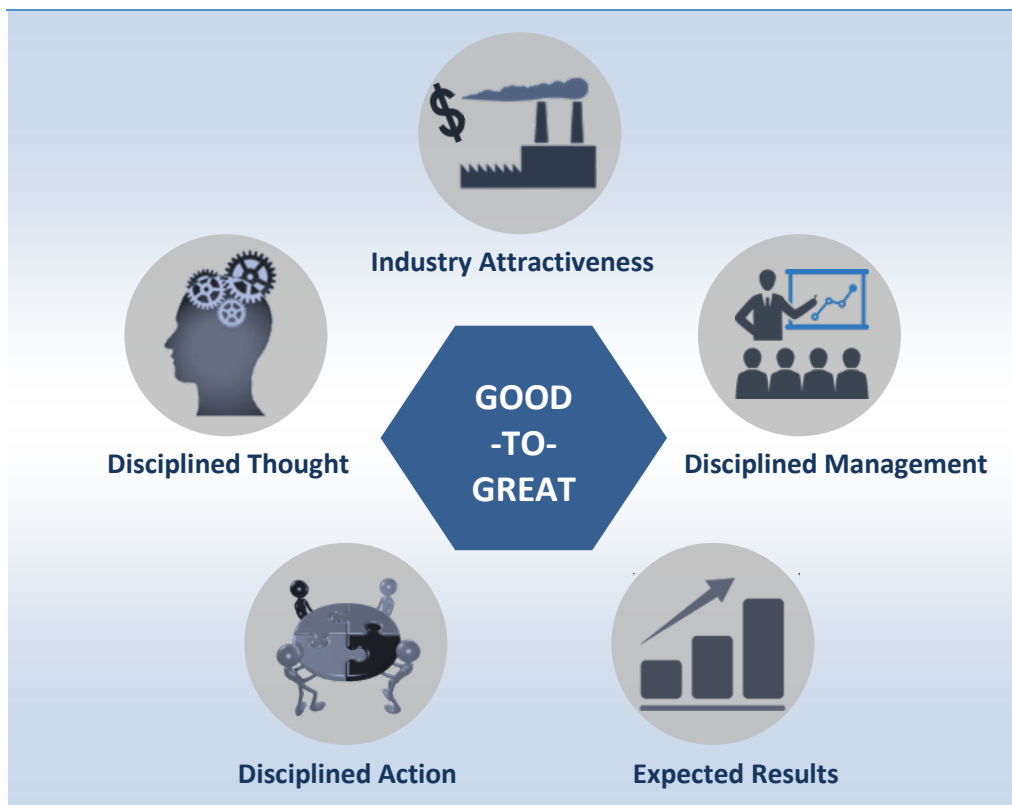 $
Industry Attractiveness
Disciplined Thought
GOOD
-TO-
GREAT
Disciplined Management
Disciplined Action
Expected Results